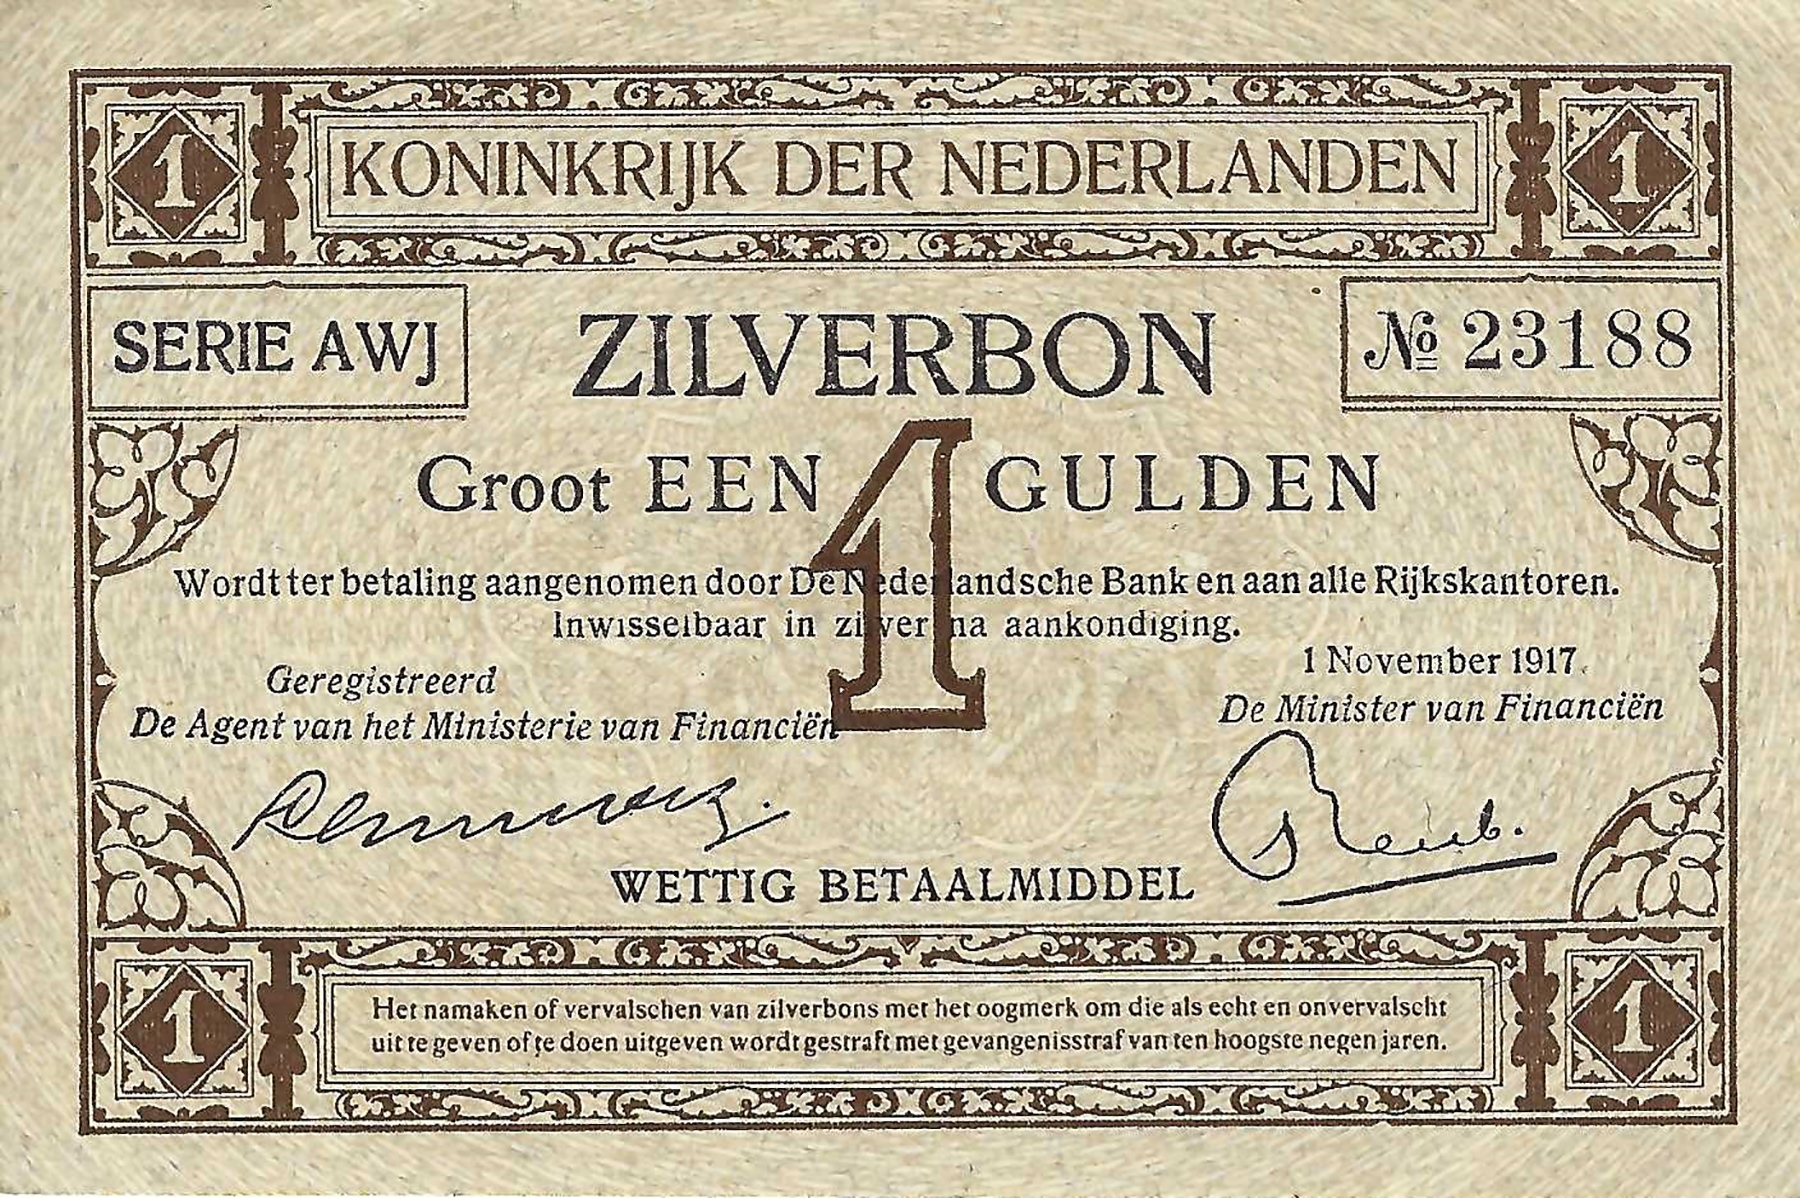 1 1
KONINKRIJK DER NEDERLANDEN
SERIE AWJ ZILVERBON № 23188
Groot EEN 1 GULDEN
Wordt ter betaling aangenomen door De Nederlandsche Bank en aan alle Rijkskantoren.
Inwisselbaar in zilver na aankondiging.
1 November 1917.
Geregistreerd
De Agent van het Ministerie van Financiën
De Minister van Financiën
WETTIG BETAALMIDDEL
1 1
Het namaken of vervalschen van zilverbons met het oogmerk om die als echt en onvervalscht
uit te geven of te doen uitgeven wordt gestraft met gevangenisstraf van ten hoogste negen jaren.